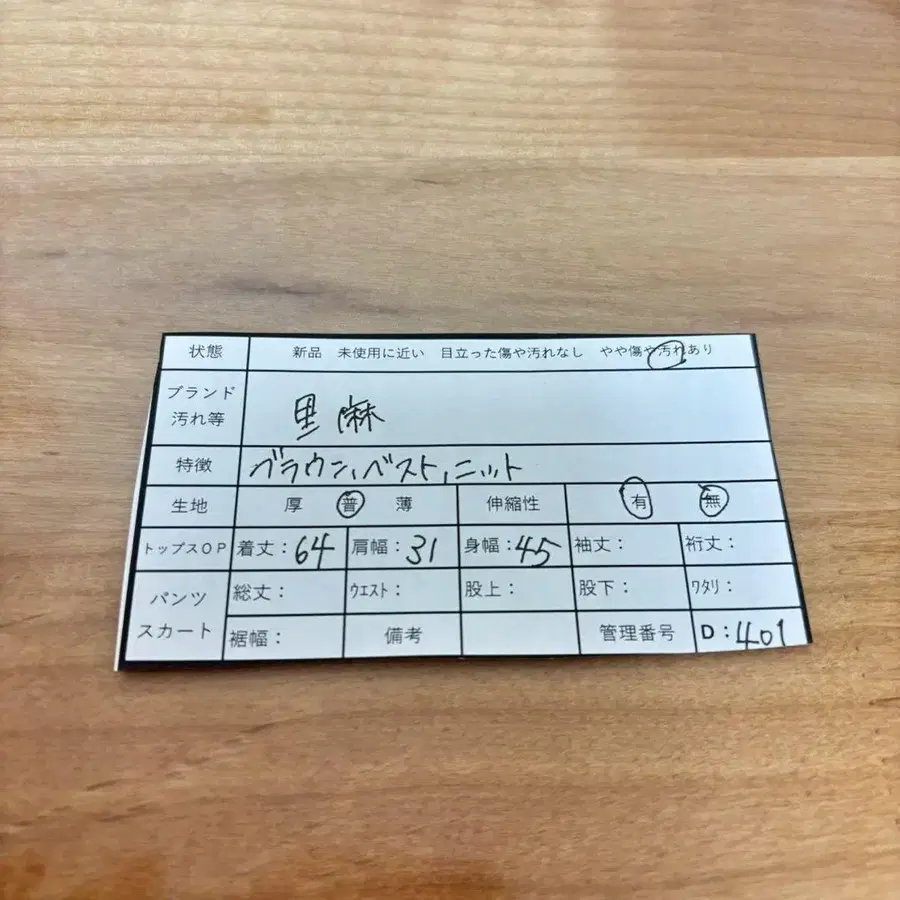 状態 新品 未使用に近い 目立った傷や汚れなし やや傷や汚れあり
ブランド
汚れ等
里麻
特徴 ブラウン、ベスト、ニット
生地 厚 普 薄 伸縮性 有 無
トップスOP 着丈：64 肩幅：31 身幅：45 袖丈： 裄丈：
パンツ
スカート
総丈： ウエスト： 股上： 股下： ワタリ：
裾幅： 備考 管理番号 D：401